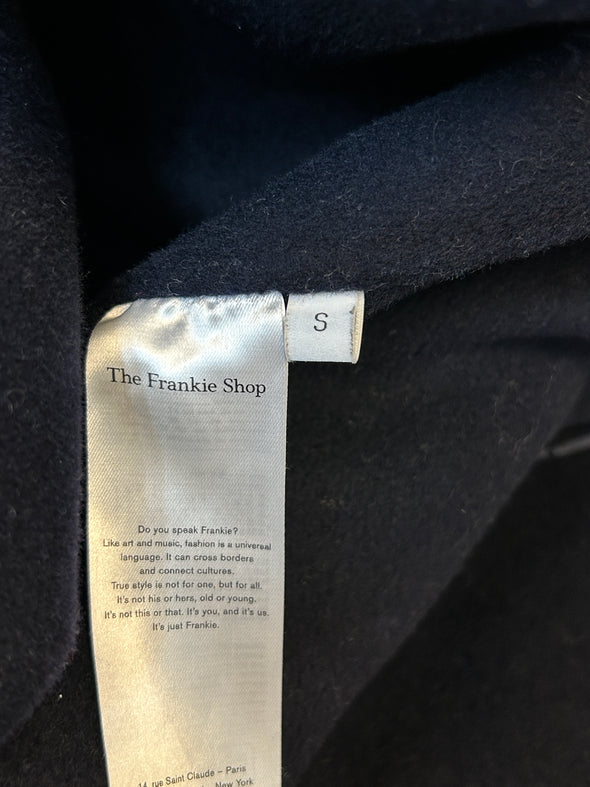 S
The Frankie Shop
Do you speak Frankie?
Like art and music, fashion is a universal
language. It can cross borders
and connect cultures.
True style is not for one, but for all.
It's not his or hers, old or young.
It's not this or that. It's you, and it's us.
It's just Frankie.
14 rue Saint Claude – Paris
New York